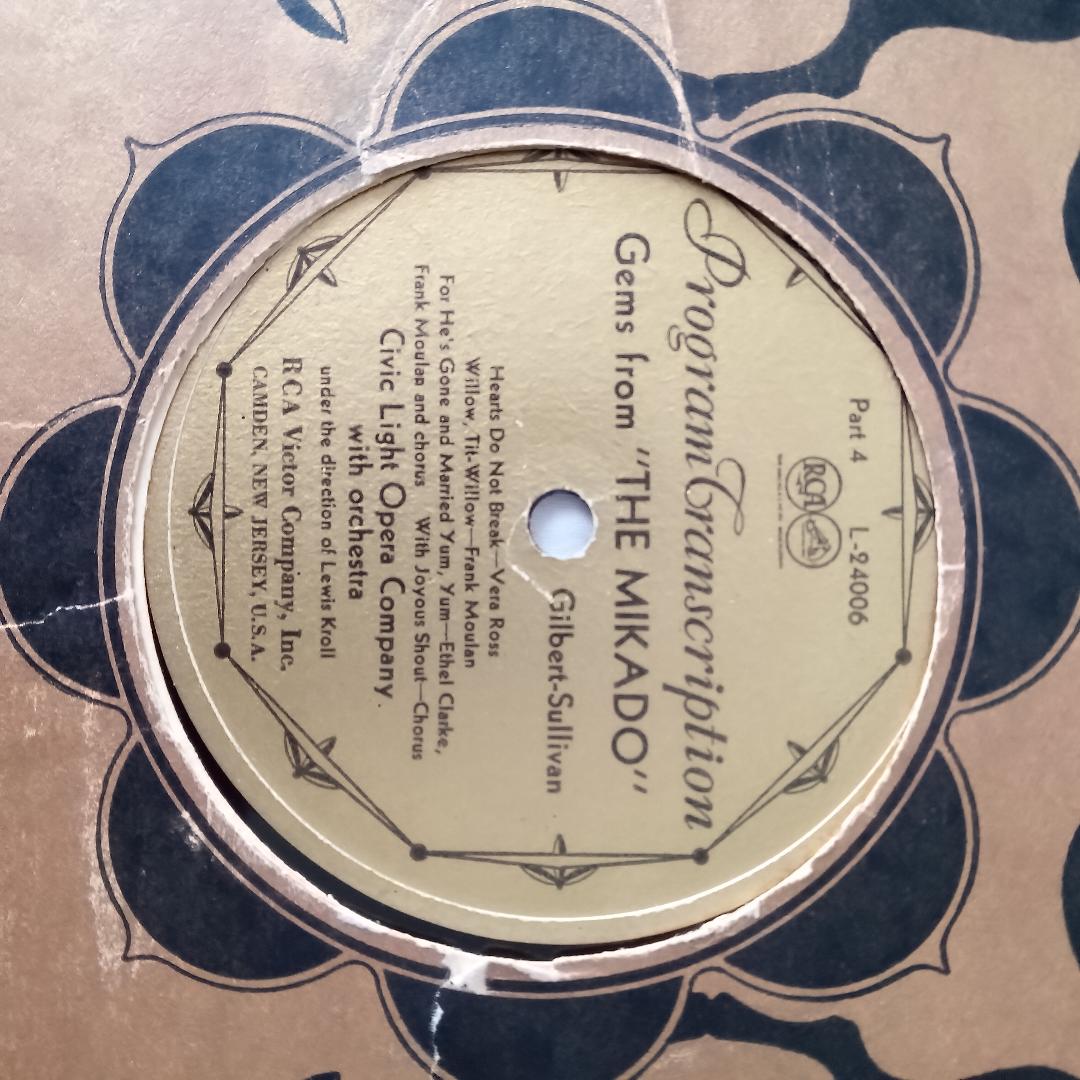 Part 4 L-24006
RCA
Program Transcription
Gems from "THE MIKADO"
Gilbert-Sullivan
Hearts Do Not Break—Vera Ross
Willow, Tit-Willow—Frank Moulan
For He's Gone and Married Yum, Yum—Ethel Clarke,
Frank Moulan and chorus With Joyous Shout—Chorus
Civic Light Opera Company
with orchestra
under the direction of Lewis Kroll
RCA Victor Company, Inc.
CAMDEN, NEW JERSEY, U.S.A.